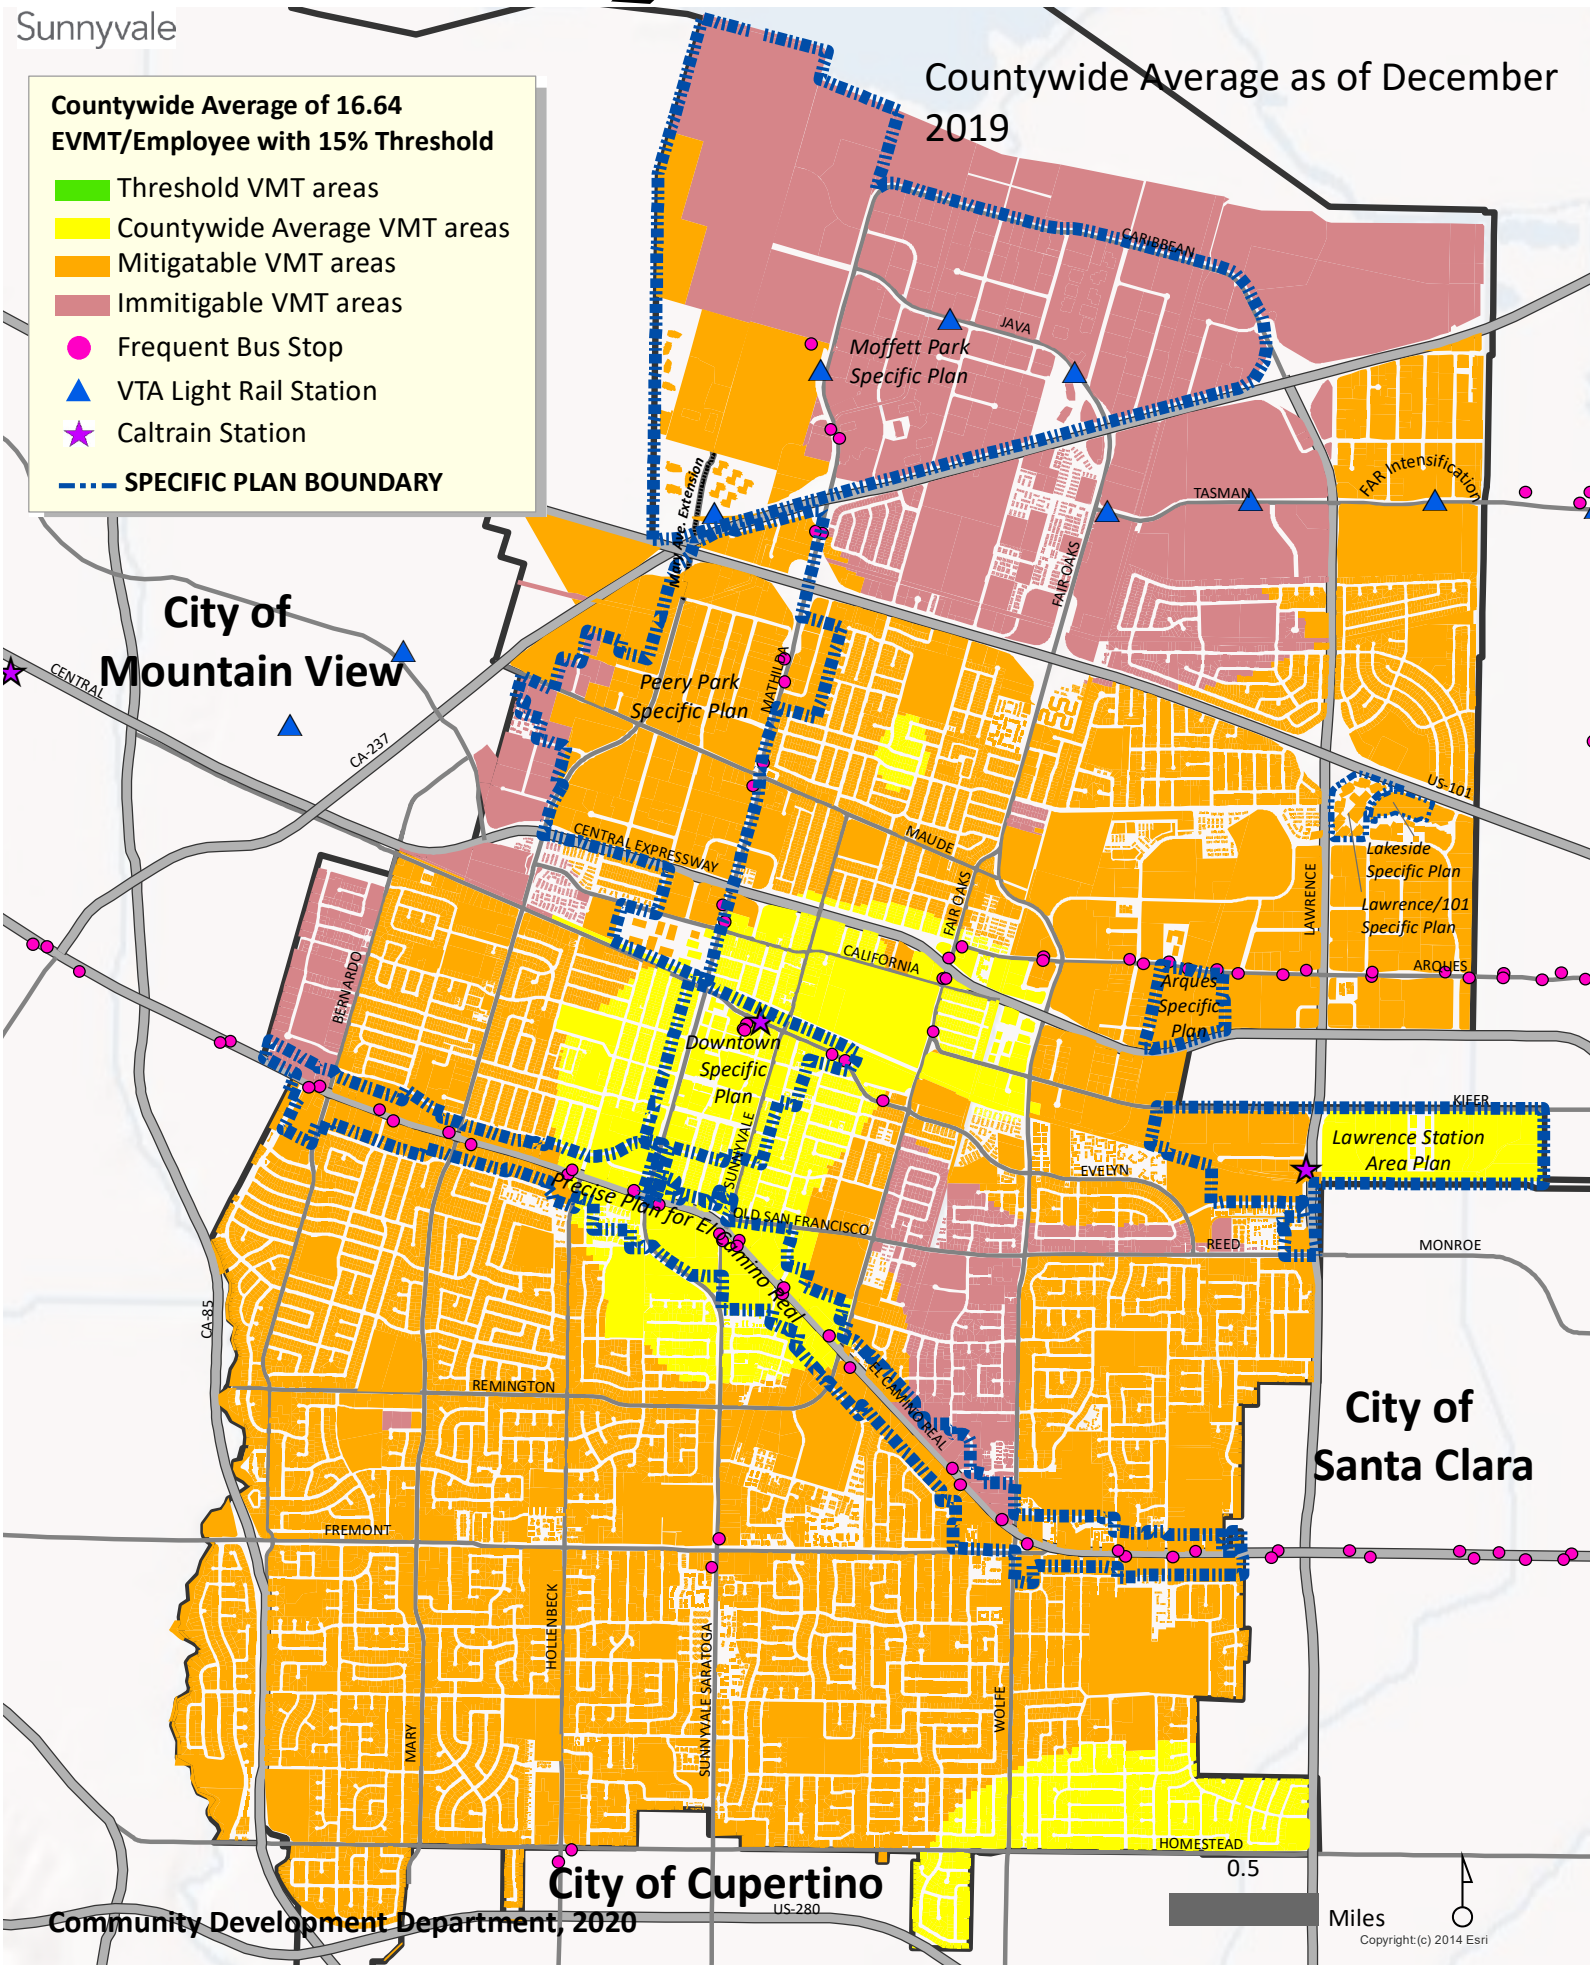 Sunnyvale
Countywide Average as of December
2019
Countywide Average of 16.64
EVMT/Employee with 15% Threshold
Threshold VMT areas
Countywide Average VMT areas
Mitigatable VMT areas
Immitigable VMT areas
Frequent Bus Stop
VTA Light Rail Station
Caltrain Station
SPECIFIC PLAN BOUNDARY
CARIBBEAN
JAVA
Moffett Park
Specific Plan
Mary Ave. Extension
TASMAN
FAR Intensification
FAIR OAKS
City of
Mountain View
CENTRAL
CA-237
MATHILDA
Peery Park
Specific Plan
US-101
CENTRAL EXPRESSWAY
MAUDE
Lakeside
Specific Plan
Lawrence/101
Specific Plan
LAWRENCE
FAIR OAKS
CALIFORNIA
BERNARDO
ARQUES
Arques
Specific
Plan
Downtown
Specific
Plan
SUNNYVALE
KIFER
Lawrence Station
Area Plan
EVELYN
Precise Plan for El Camino Real
OLD SAN FRANCISCO
REED
MONROE
CA-85
REMINGTON
EL CAMINO REAL
City of
Santa Clara
FREMONT
HOLLENBECK
SUNNYVALE SARATOGA
MARY
WOLFE
HOMESTEAD
0.5
Miles
City of Cupertino
US-280
Community Development Department, 2020
Copyright:(c) 2014 Esri